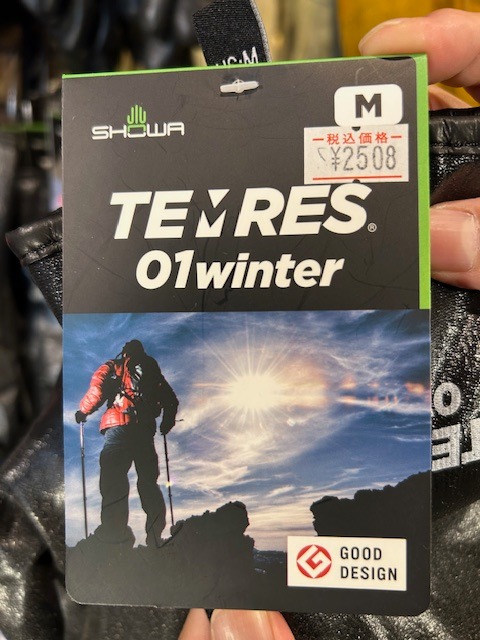 SHOWA
M
税込価格
¥2508
TEMRES®
01winter
GOOD
DESIGN